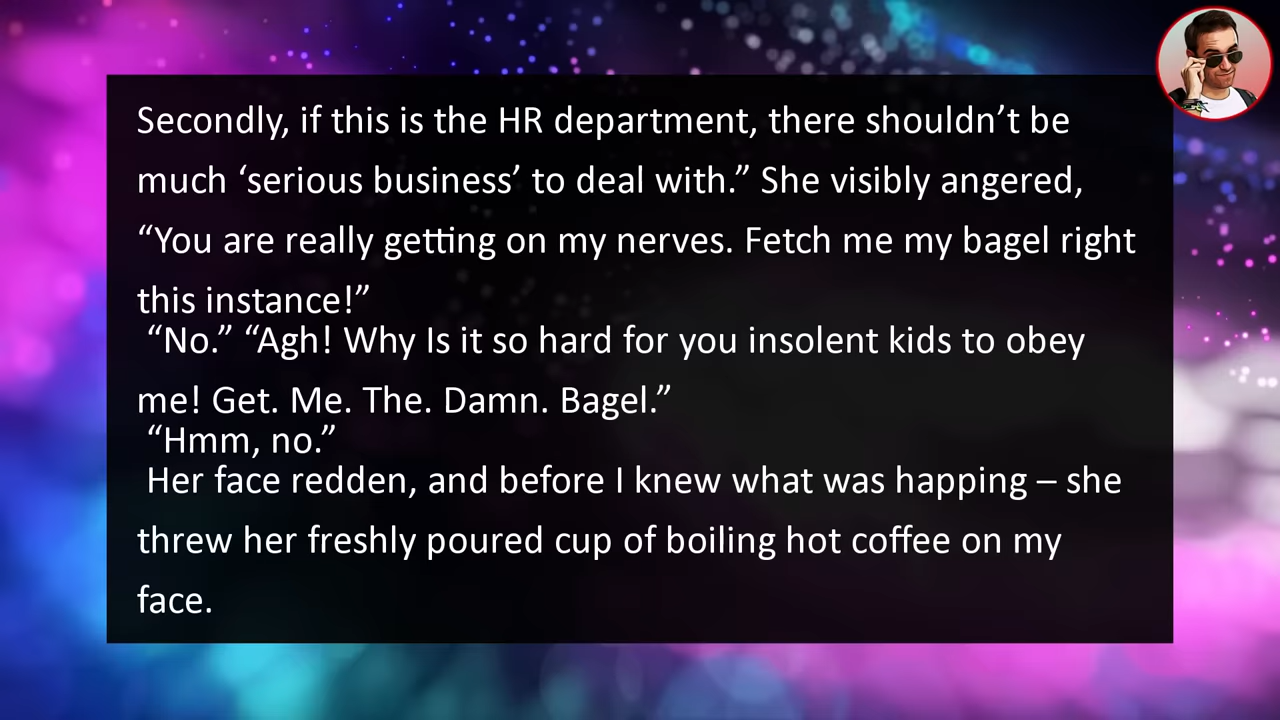 Secondly, if this is the HR department, there shouldn’t be
much ‘serious business’ to deal with.” She visibly angered,
“You are really getting on my nerves. Fetch me my bagel right
this instance!”
“No.” “Agh! Why Is it so hard for you insolent kids to obey
me! Get. Me. The. Damn. Bagel.”
“Hmm, no.”
Her face redden, and before I knew what was happing – she
threw her freshly poured cup of boiling hot coffee on my
face.